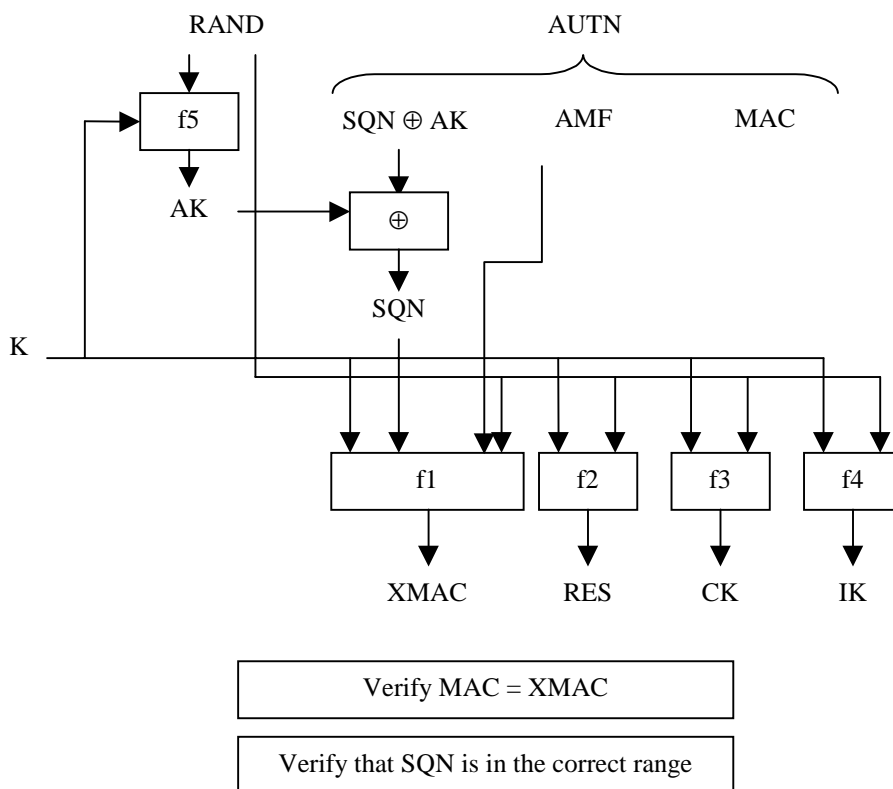 RAND AUTN
f5 SQN ⊕ AK AMF MAC
AK ⊕
SQN
K
f1 f2 f3 f4
XMAC RES CK IK
Verify MAC = XMAC
Verify that SQN is in the correct range